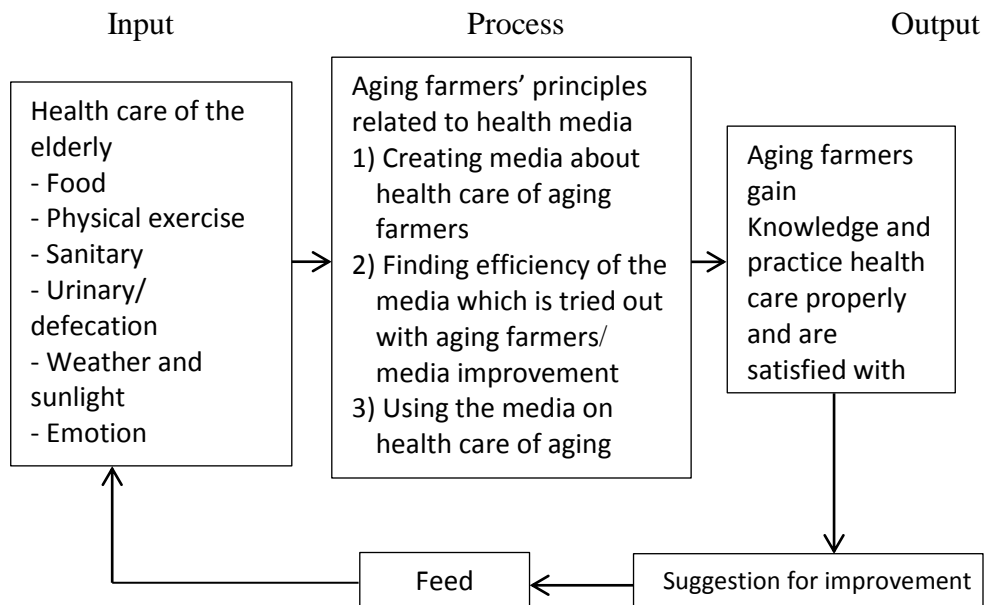 Input
Process
Output
Health care of the
elderly
- Food
- Physical exercise
- Sanitary
- Urinary/
defecation
- Weather and
sunlight
- Emotion
Aging farmers’ principles
related to health media
1) Creating media about
health care of aging
farmers
2) Finding efficiency of the
media which is tried out
with aging farmers/
media improvement
3) Using the media on
health care of aging
Aging farmers
gain
Knowledge and
practice health
care properly
and are
satisfied with
Feed
Suggestion for improvement